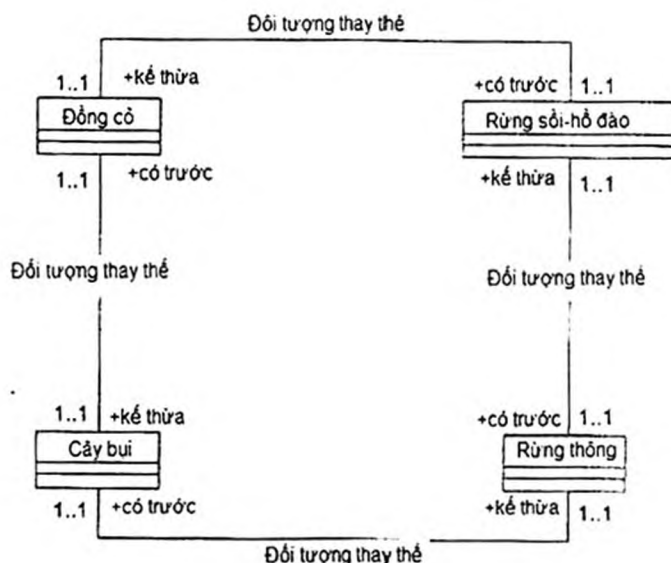 Đối tượng thay thế
1..1 +kế thừa
+có trước 1..1
Đồng cỏ
Rừng sồi-hồ đào
1..1 +có trước
+kế thừa 1..1
Đối tượng thay thế
Đối tượng thay thế
1..1 +kế thừa
+có trước 1..1
Cây bụi
Rừng thông
1..1 +có trước
+kế thừa 1..1
Đối tượng thay thế